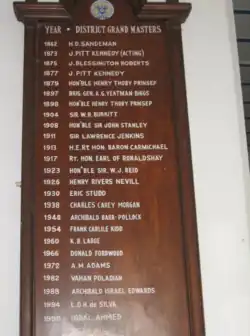 YEAR - DISTRICT GRAND MASTERS
1862 H.D. SANDEMAN
1873 J. PITT KENNEDY (ACTING)
1875 J. BLESSINGTON ROBERTS
1877 J. PITT KENNEDY
1879 HON'BLE HENRY THOBY PRINSEP
1897 BRIG. GEN. A.G. YEATMAN BIGGS
1898 HON'BLE HENRY THOBY PRINSEP
1904 SIR W.R. BURKITT
1908 HON'BLE SIR JOHN STANLEY
1911 SIR LAWRENCE JENKINS
1913 H.E. RT. HON. BARON CARMICHAEL
1917 RT. HON. EARL OF RONALDSHAY
1923 HON'BLE SIR. W.J. REID
1926 HENRY RIVERS NEVILL
1930 ERIC STUDD
1938 CHARLES CAREY MORGAN
1946 ARCHIBALD BARR-POLLOCK
1954 FRANK CARLILE KIDD
1960 K.B. LARGE
1966 DONALD FORDWOOD
1972 A.M ADAMS
1982 VAHAN POLADIAN
1989 ARCHIBALD ISRAEL EDWARDS
1994 L.D.H. de SILVA
IQBAL AHMED